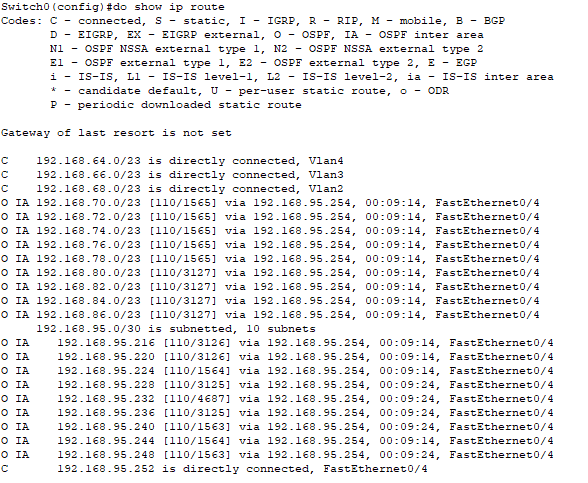 Switch0(config)#do show ip route
Codes: C - connected, S - static, I - IGRP, R - RIP, M - mobile, B - BGP
D - EIGRP, EX - EIGRP external, O - OSPF, IA - OSPF inter area
N1 - OSPF NSSA external type 1, N2 - OSPF NSSA external type 2
E1 - OSPF external type 1, E2 - OSPF external type 2, E - EGP
i - IS-IS, L1 - IS-IS level-1, L2 - IS-IS level-2, ia - IS-IS inter area
* - candidate default, U - per-user static route, o - ODR
P - periodic downloaded static route
Gateway of last resort is not set
C 192.168.64.0/23 is directly connected, Vlan4
C 192.168.66.0/23 is directly connected, Vlan3
C 192.168.68.0/23 is directly connected, Vlan2
O IA 192.168.70.0/23 [110/1565] via 192.168.95.254, 00:09:14, FastEthernet0/4
O IA 192.168.72.0/23 [110/1565] via 192.168.95.254, 00:09:14, FastEthernet0/4
O IA 192.168.74.0/23 [110/1565] via 192.168.95.254, 00:09:14, FastEthernet0/4
O IA 192.168.76.0/23 [110/1565] via 192.168.95.254, 00:09:14, FastEthernet0/4
O IA 192.168.78.0/23 [110/1565] via 192.168.95.254, 00:09:14, FastEthernet0/4
O IA 192.168.80.0/23 [110/3127] via 192.168.95.254, 00:09:14, FastEthernet0/4
O IA 192.168.82.0/23 [110/3127] via 192.168.95.254, 00:09:14, FastEthernet0/4
O IA 192.168.84.0/23 [110/3127] via 192.168.95.254, 00:09:14, FastEthernet0/4
O IA 192.168.86.0/23 [110/3127] via 192.168.95.254, 00:09:14, FastEthernet0/4
192.168.95.0/30 is subnetted, 10 subnets
O IA 192.168.95.216 [110/3126] via 192.168.95.254, 00:09:14, FastEthernet0/4
O IA 192.168.95.220 [110/3126] via 192.168.95.254, 00:09:14, FastEthernet0/4
O IA 192.168.95.224 [110/1564] via 192.168.95.254, 00:09:14, FastEthernet0/4
O IA 192.168.95.228 [110/3125] via 192.168.95.254, 00:09:24, FastEthernet0/4
O IA 192.168.95.232 [110/4687] via 192.168.95.254, 00:09:24, FastEthernet0/4
O IA 192.168.95.236 [110/3125] via 192.168.95.254, 00:09:24, FastEthernet0/4
O IA 192.168.95.240 [110/1563] via 192.168.95.254, 00:09:24, FastEthernet0/4
O IA 192.168.95.244 [110/1564] via 192.168.95.254, 00:09:14, FastEthernet0/4
O IA 192.168.95.248 [110/1563] via 192.168.95.254, 00:09:24, FastEthernet0/4
C 192.168.95.252 is directly connected, FastEthernet0/4